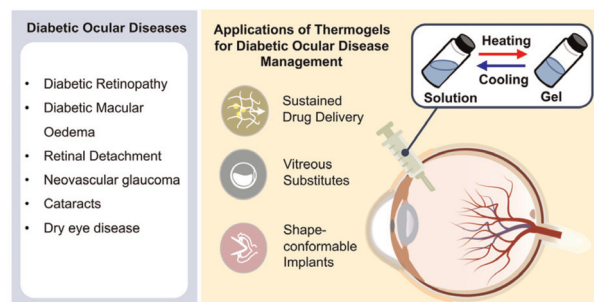 Diabetic Ocular Diseases
• Diabetic Retinopathy
• Diabetic Macular
Oedema
• Retinal Detachment
• Neovascular glaucoma
• Cataracts
• Dry eye disease
Applications of Thermogels
for Diabetic Ocular Disease
Management
Sustained
Drug Delivery
Vitreous
Substitutes
Shape-
conformable
Implants
Heating
Cooling
Solution
Gel